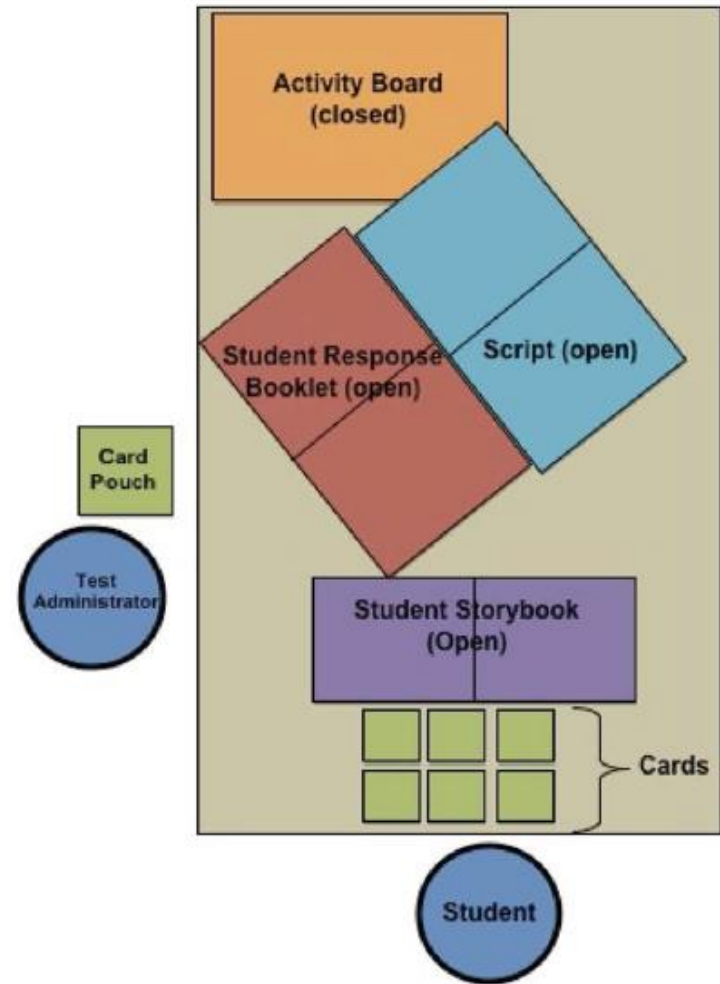 Activity Board
(closed)
Student Response
Booklet (open)
Script (open)
Card
Pouch
Test
Administrator
Student Storybook
(Open)
Cards
Student